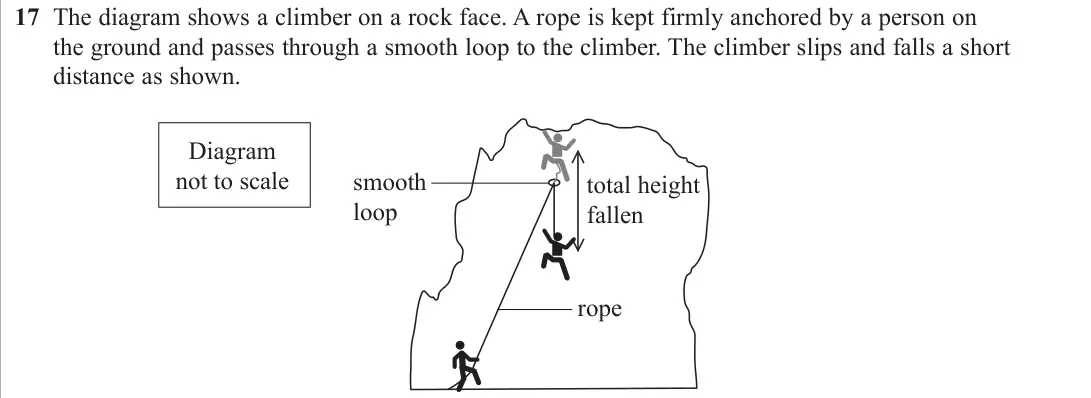 17 The diagram shows a climber on a rock face. A rope is kept firmly anchored by a person on
the ground and passes through a smooth loop to the climber. The climber slips and falls a short
distance as shown.
Diagram
not to scale
smooth
loop
total height
fallen
rope